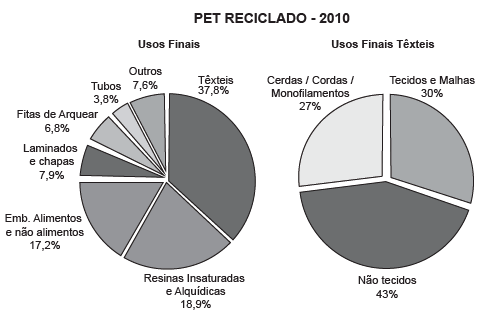 PET RECICLADO - 2010
Usos Finais
Outros
7,6%
Tubos
3,8%
Fitas de Arquear
6,8%
Laminados
e chapas
7,9%
Emb. Alimentos
e não alimentos
17,2%
Resinas Insaturadas
e Alquídicas
18,9%
Têxteis
37,8%
Usos Finais Têxteis
Cerdas / Cordas /
Monofilamentos
27%
Tecidos e Malhas
30%
Não tecidos
43%